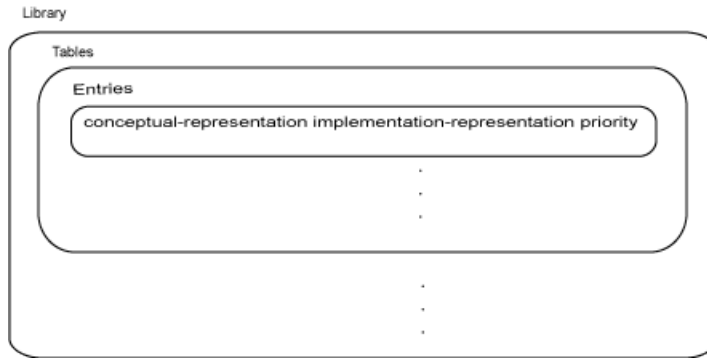 Library
Tables
Entries
conceptual-representation implementation-representation priority